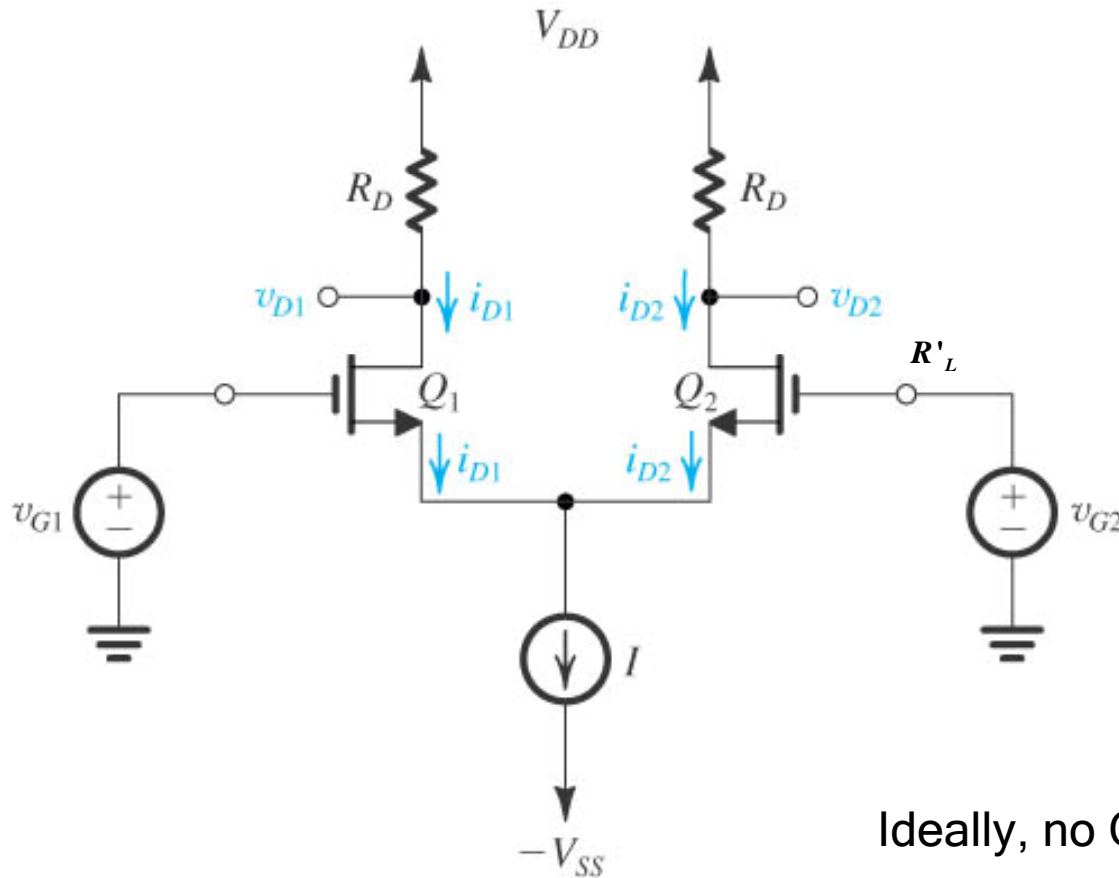 V_DD
R_D R_D
v_D1 i_D1 i_D2 v_D2
R'_L
Q_1 Q_2
i_D1 i_D2
v_G1 + − + − v_G2
I
−V_SS
Ideally, no